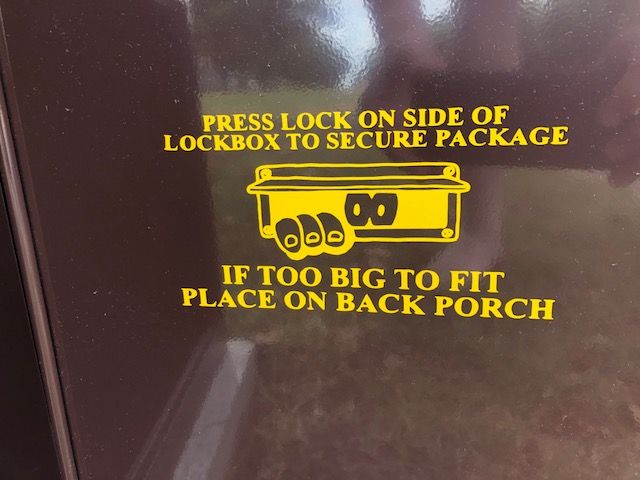 PRESS LOCK ON SIDE OF
LOCKBOX TO SECURE PACKAGE
IF TOO BIG TO FIT
PLACE ON BACK PORCH